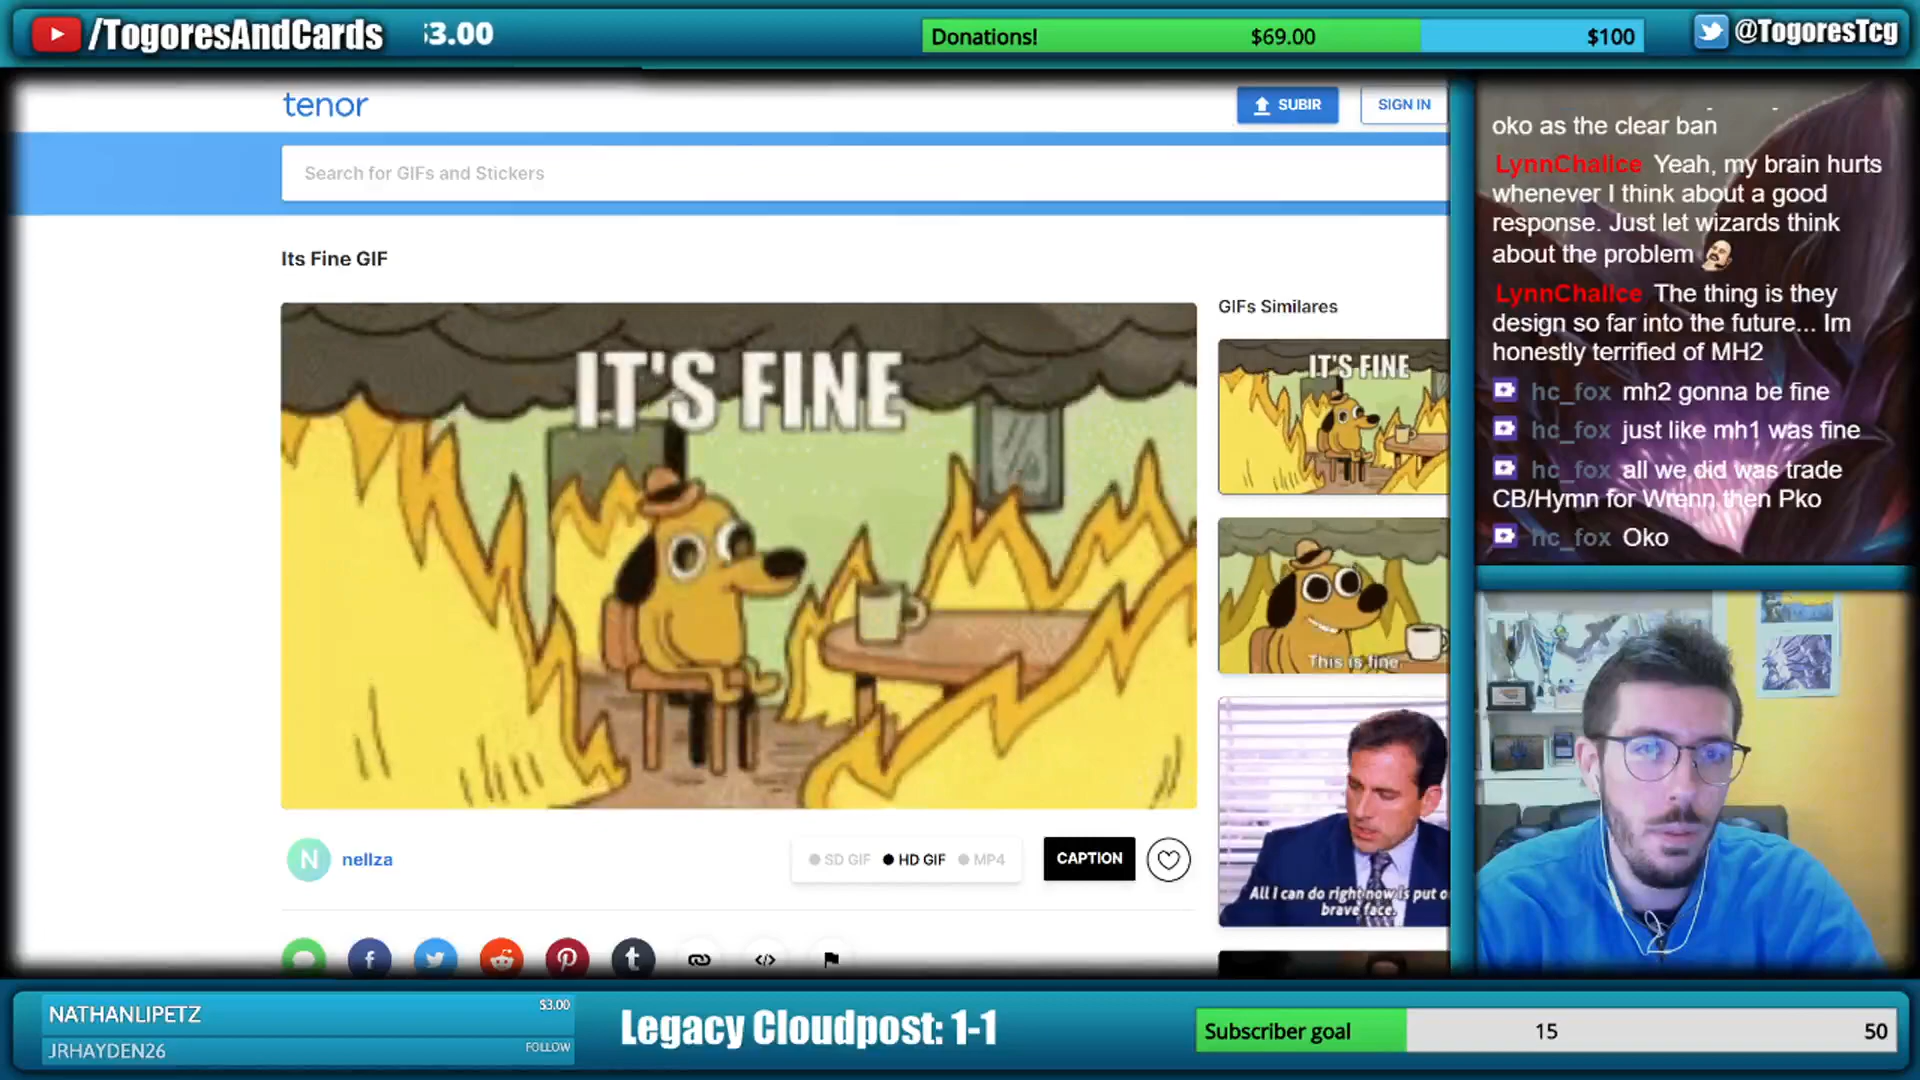 /TogoresAndCards
$3.00
Donations!
$69.00
$100
@TogoresTcg
tenor
SUBIR
SIGN IN
Search for GIFs and Stickers
Its Fine GIF
IT'S FINE
GIFs Similares
IT'S FINE
This is fine.
All I can do right now is put
brave face.
N
nellza
SD GIF
HD GIF
MP4
CAPTION
oko as the clear ban
LynnChalice Yeah, my brain hurts
whenever I think about a good
response. Just let wizards think
about the problem
LynnChalice The thing is they
design so far into the future... Im
honestly terrified of MH2
hc_fox mh2 gonna be fine
hc_fox just like mh1 was fine
hc_fox all we did was trade
CB/Hymn for Wrenn then Pko
hc_fox Oko
NATHANLIPETZ
$3.00
JRHAYDEN26
FOLLOW
Legacy Cloudpost: 1-1
Subscriber goal
15
50